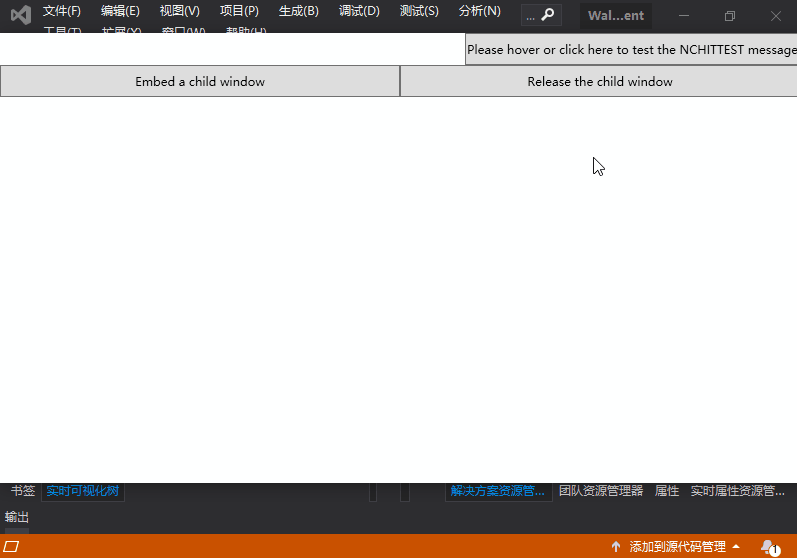 文件(F) 编辑(E) 视图(V) 项目(P) 生成(B) 调试(D) 测试(S) 分析(N) ... Wal...ent
工具(T) 扩展(X) 窗口(W) 帮助(H)
Please hover or click here to test the NCHITTEST message
Embed a child window Release the child window
书签 实时可视化树 解决方案资源管... 团队资源管理器 属性 实时属性资源管...
输出
添加到源代码管理 1